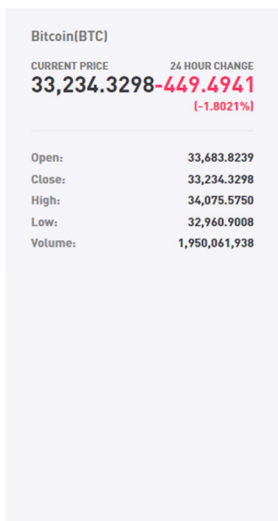 Bitcoin(BTC)
CURRENT PRICE 24 HOUR CHANGE
33,234.3298-449.4941
(-1.8021%)
Open: 33,683.8239
Close: 33,234.3298
High: 34,075.5750
Low: 32,960.9008
Volume: 1,950,061,938